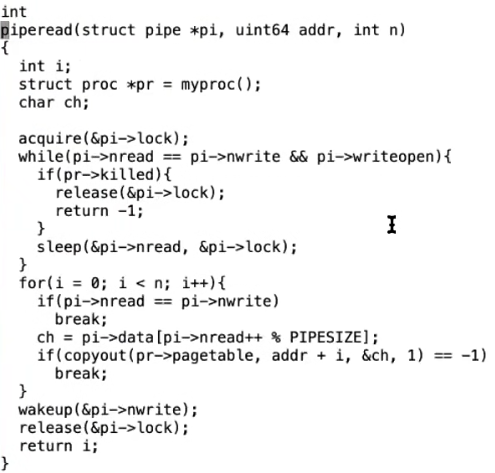 int
piperead(struct pipe *pi, uint64 addr, int n)
{
  int i;
  struct proc *pr = myproc();
  char ch;

  acquire(&pi->lock);
  while(pi->nread == pi->nwrite && pi->writeopen){
    if(pr->killed){
      release(&pi->lock);
      return -1;
    }
    sleep(&pi->nread, &pi->lock);
  }
  for(i = 0; i < n; i++){
    if(pi->nread == pi->nwrite)
      break;
    ch = pi->data[pi->nread++ % PIPESIZE];
    if(copyout(pr->pagetable, addr + i, &ch, 1) == -1)
      break;
  }
  wakeup(&pi->nwrite);
  release(&pi->lock);
  return i;
}